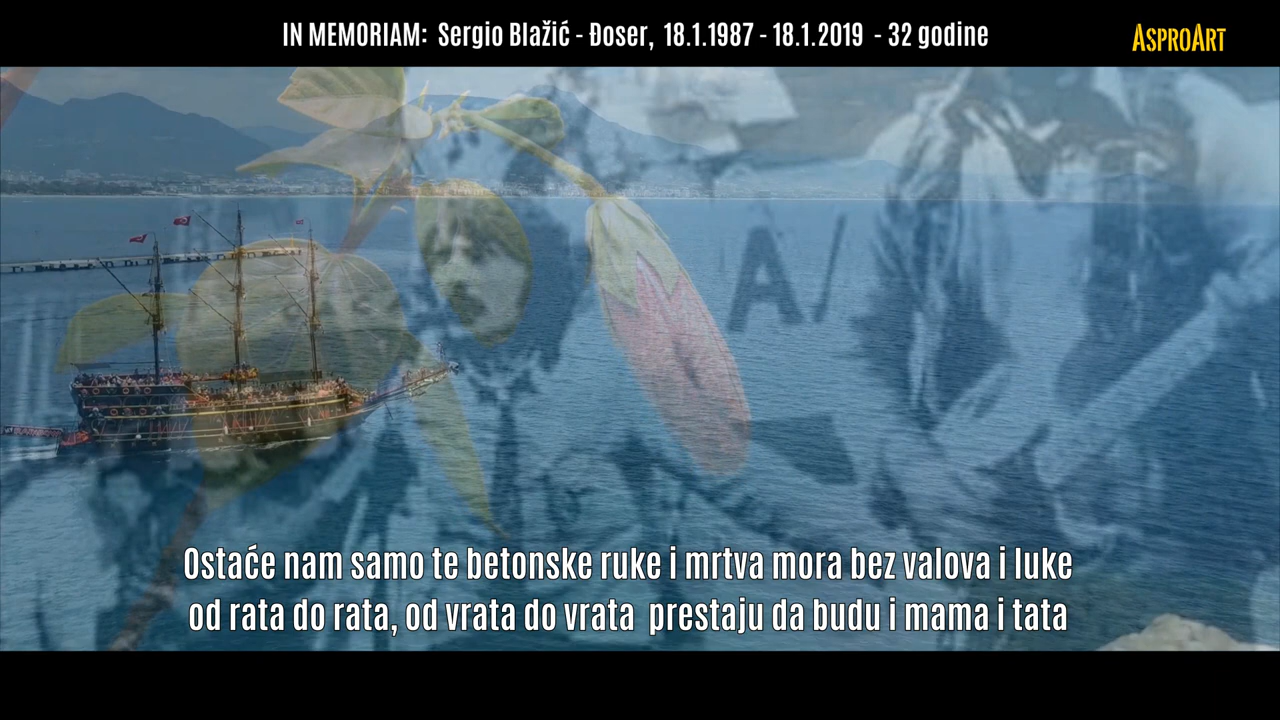 IN MEMORIAM: Sergio Blažić - Đoser, 18.1.1987 - 18.1.2019 - 32 godine
ASPROART
A/
Ostaće nam samo te betonske ruke i mrtva mora bez valova i luke
od rata do rata, od vrata do vrata prestaju da budu i mama i tata